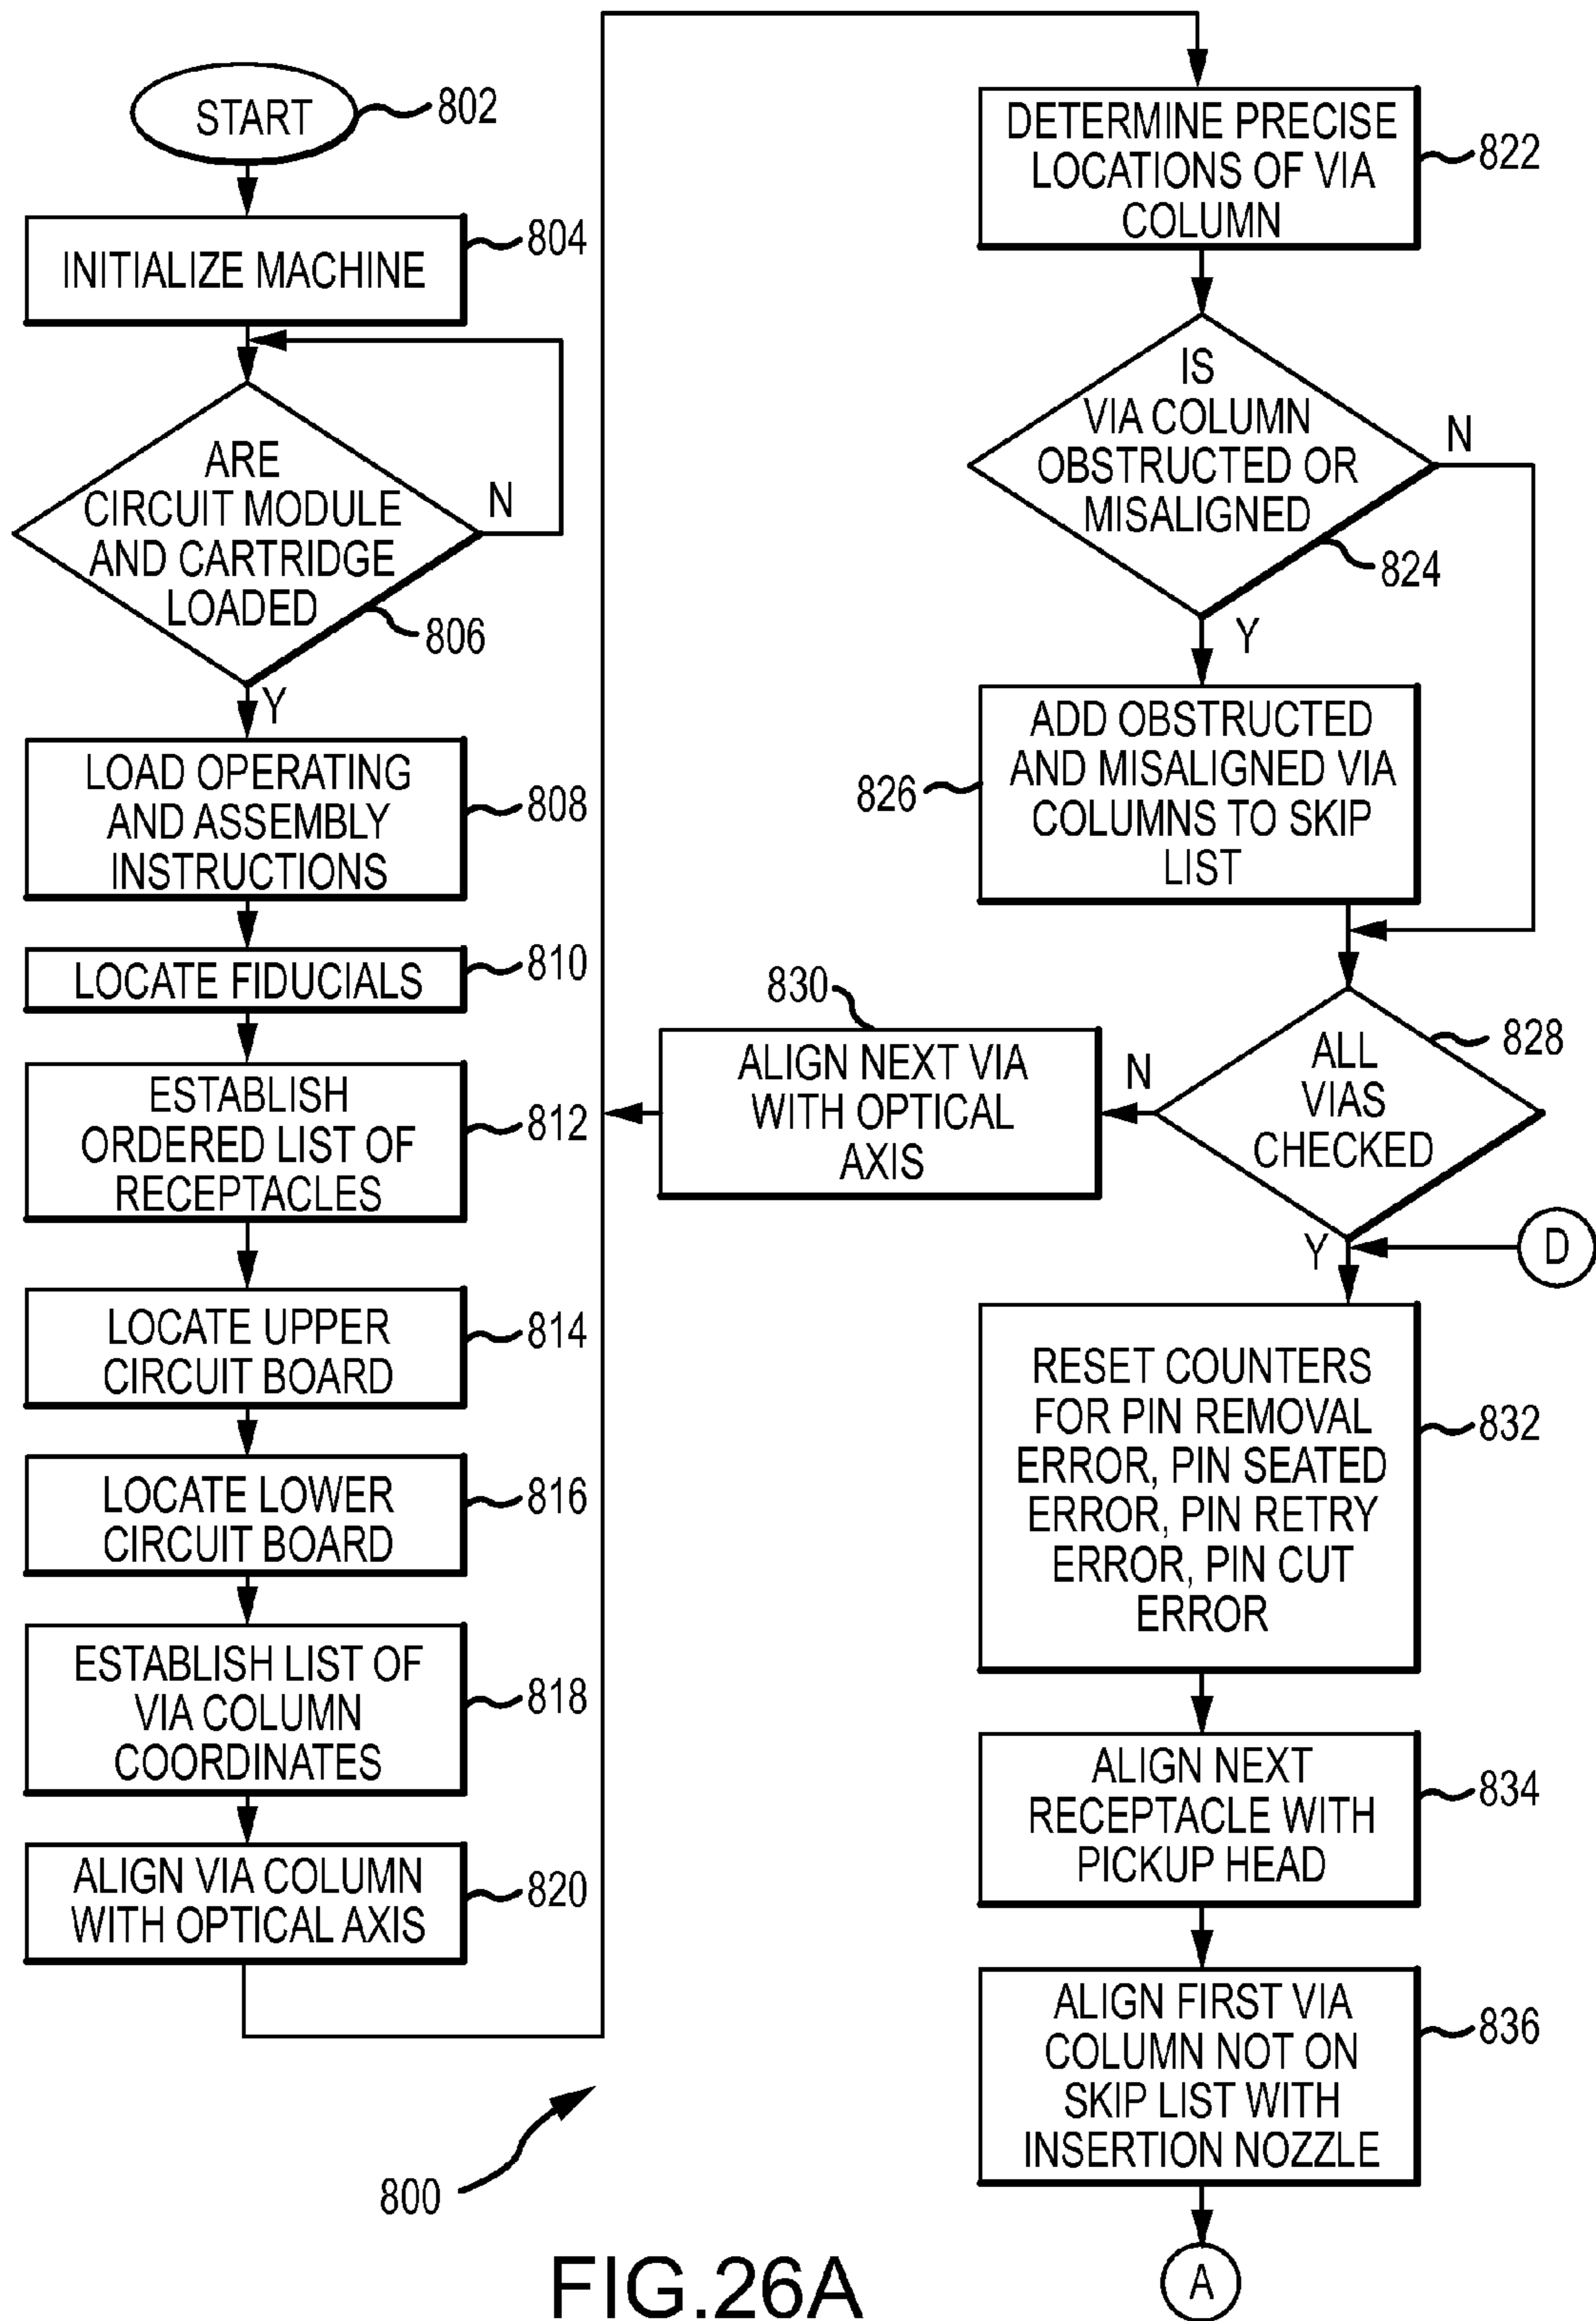 START
802
INITIALIZE MACHINE
804
ARE
CIRCUIT MODULE
AND CARTRIDGE
LOADED
N
806
Y
LOAD OPERATING
AND ASSEMBLY
INSTRUCTIONS
808
LOCATE FIDUCIALS
810
ESTABLISH
ORDERED LIST OF
RECEPTACLES
812
LOCATE UPPER
CIRCUIT BOARD
814
LOCATE LOWER
CIRCUIT BOARD
816
ESTABLISH LIST OF
VIA COLUMN
COORDINATES
818
ALIGN VIA COLUMN
WITH OPTICAL AXIS
820
DETERMINE PRECISE
LOCATIONS OF VIA
COLUMN
822
IS
VIA COLUMN
OBSTRUCTED OR
MISALIGNED
N
824
Y
ADD OBSTRUCTED
AND MISALIGNED VIA
COLUMNS TO SKIP
LIST
826
ALL
VIAS
CHECKED
828
N
830
ALIGN NEXT VIA
WITH OPTICAL
AXIS
Y
D
RESET COUNTERS
FOR PIN REMOVAL
ERROR, PIN SEATED
ERROR, PIN RETRY
ERROR, PIN CUT
ERROR
832
ALIGN NEXT
RECEPTACLE WITH
PICKUP HEAD
834
ALIGN FIRST VIA
COLUMN NOT ON
SKIP LIST WITH
INSERTION NOZZLE
836
A
800
FIG.26A